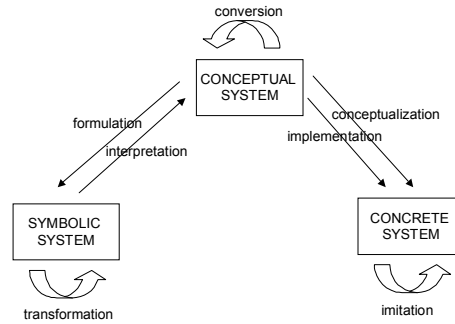 conversion
CONCEPTUAL
SYSTEM
formulation
interpretation
conceptualization
implementation
SYMBOLIC
SYSTEM
CONCRETE
SYSTEM
transformation
imitation